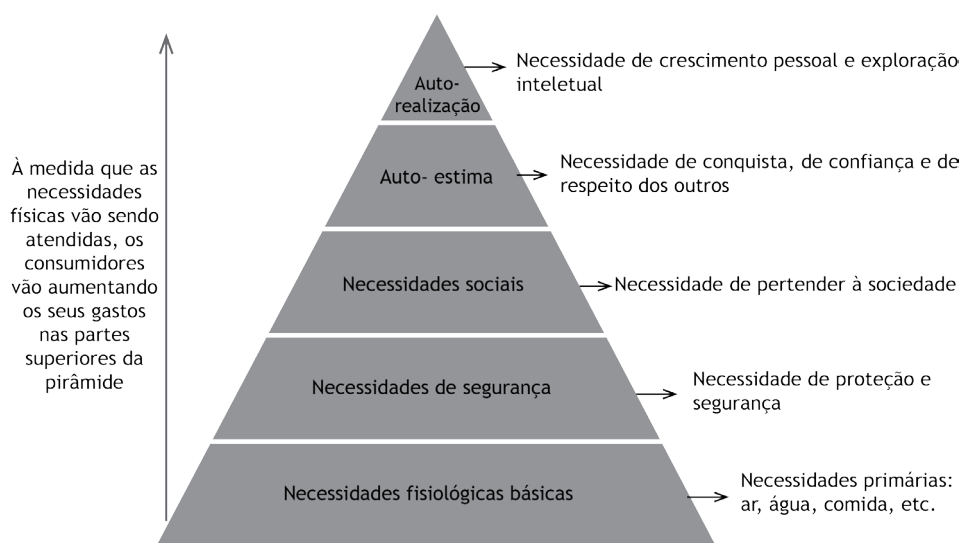 Necessidade de crescimento pessoal e exploração
inteletual
Auto-
realização
Necessidade de conquista, de confiança e de
respeito dos outros
Auto- estima
À medida que as
necessidades
físicas vão sendo
atendidas, os
consumidores
vão aumentando
os seus gastos
nas partes
superiores da
pirâmide
Necessidades sociais
Necessidade de pertender à sociedade
Necessidades de segurança
Necessidade de proteção e
segurança
Necessidades fisiológicas básicas
Necessidades primárias:
ar, água, comida, etc.